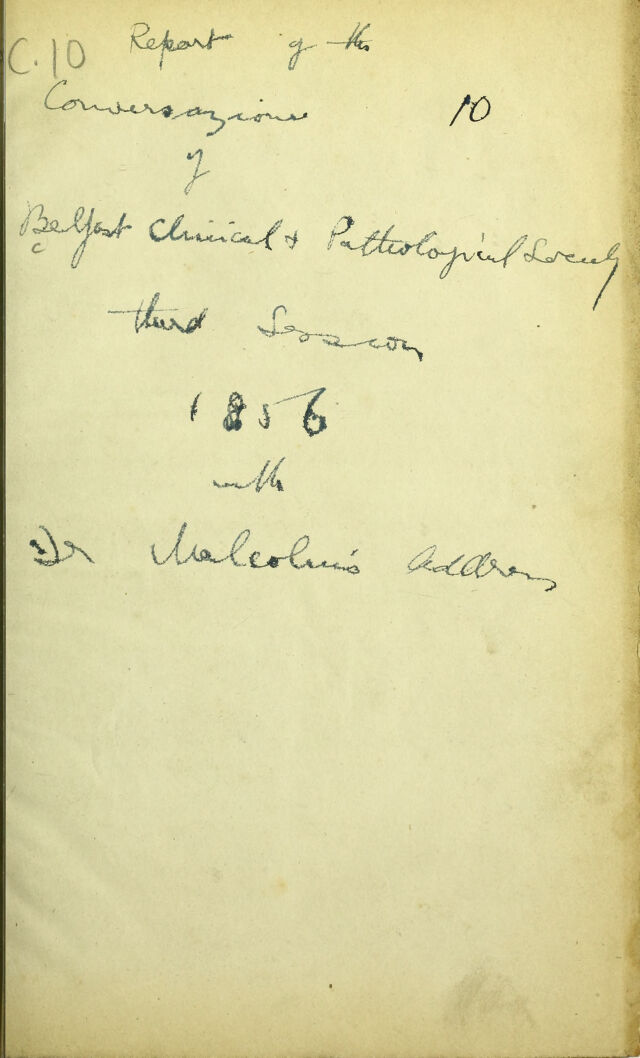 C.10 Report of the
Conversazione 10
of
Belfast Clinical & Pathological Society
third Session
1856
with
Dr Malcolm's Address